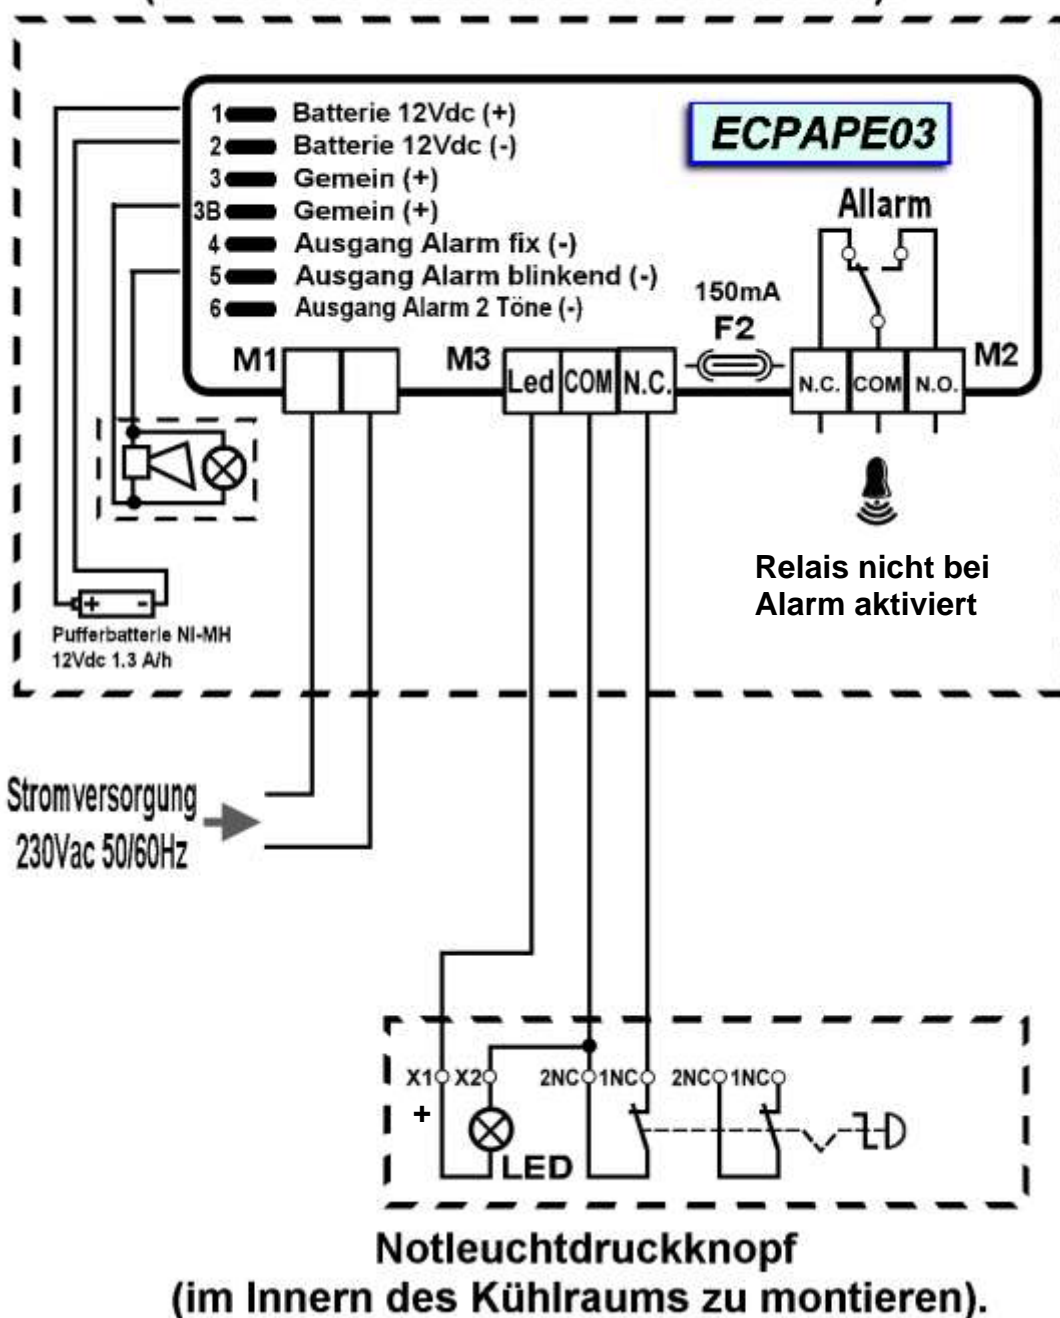 1 Batterie 12Vdc (+)
2 Batterie 12Vdc (-)
3 Gemein (+)
3B Gemein (+)
4 Ausgang Alarm fix (-)
5 Ausgang Alarm blinkend (-)
6 Ausgang Alarm 2 Töne (-)
ECPAPE03
Allarm
150mA
F2
M1
M3
Led COM N.C.
N.C. COM N.O.
M2
Relais nicht bei
Alarm aktiviert
+ -
Pufferbatterie NI-MH
12Vdc 1.3 A/h
Stromversorgung
230Vac 50/60Hz
X1 X2 2NC 1NC 2NC 1NC
+
LED
Notleuchtdruckknopf
(im Innern des Kühlraums zu montieren).